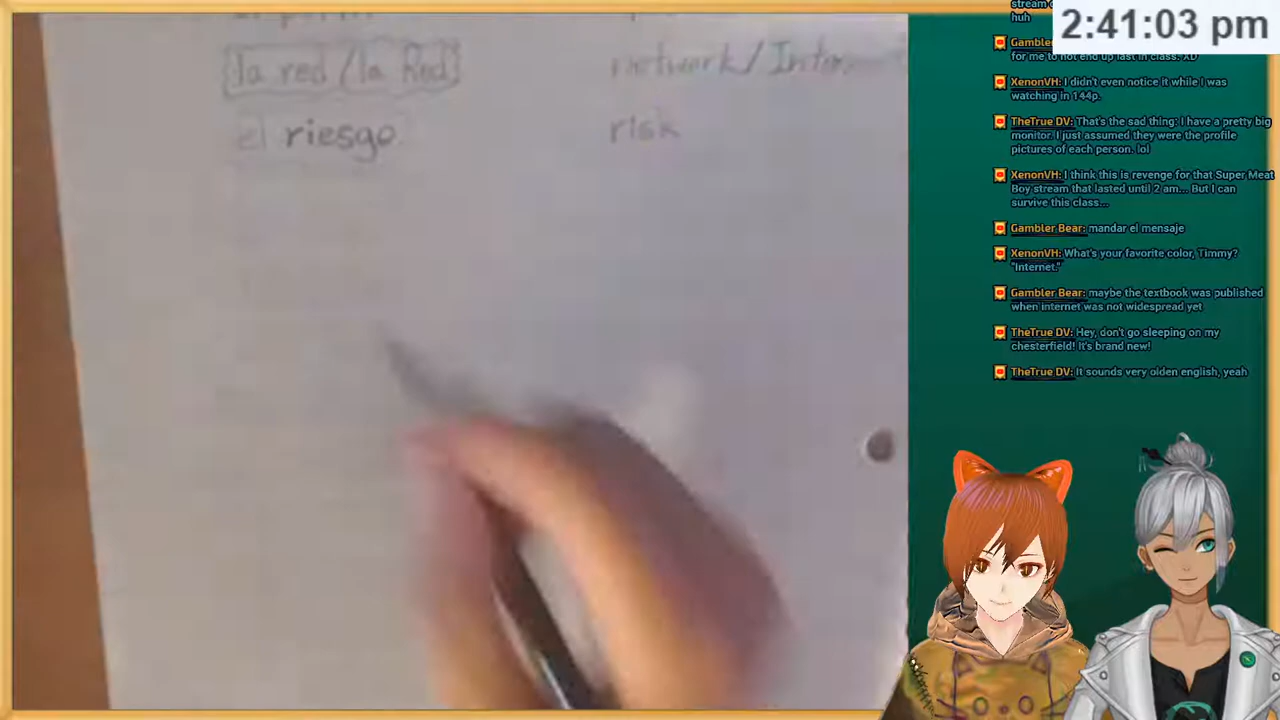 la red (la Red)
network / Internet
el riesgo
risk
2:41:03 pm
stream
huh
Gambler
for me to not end up last in class. XD
XenonVH: I didn't even notice it while I was
watching in 144p.
TheTrue DV: That's the sad thing: I have a pretty big
monitor. I just assumed they were the profile
pictures of each person. lol
XenonVH: I think this is revenge for that Super Meat
Boy stream that lasted until 2 am... But I can
survive this class...
Gambler Bear: mandar el mensaje
XenonVH: What's your favorite color, Timmy?
"Internet."
Gambler Bear: maybe the textbook was published
when internet was not widespread yet
TheTrue DV: Hey, don't go sleeping on my
chesterfield! It's brand new!
TheTrue DV: It sounds very olden english, yeah